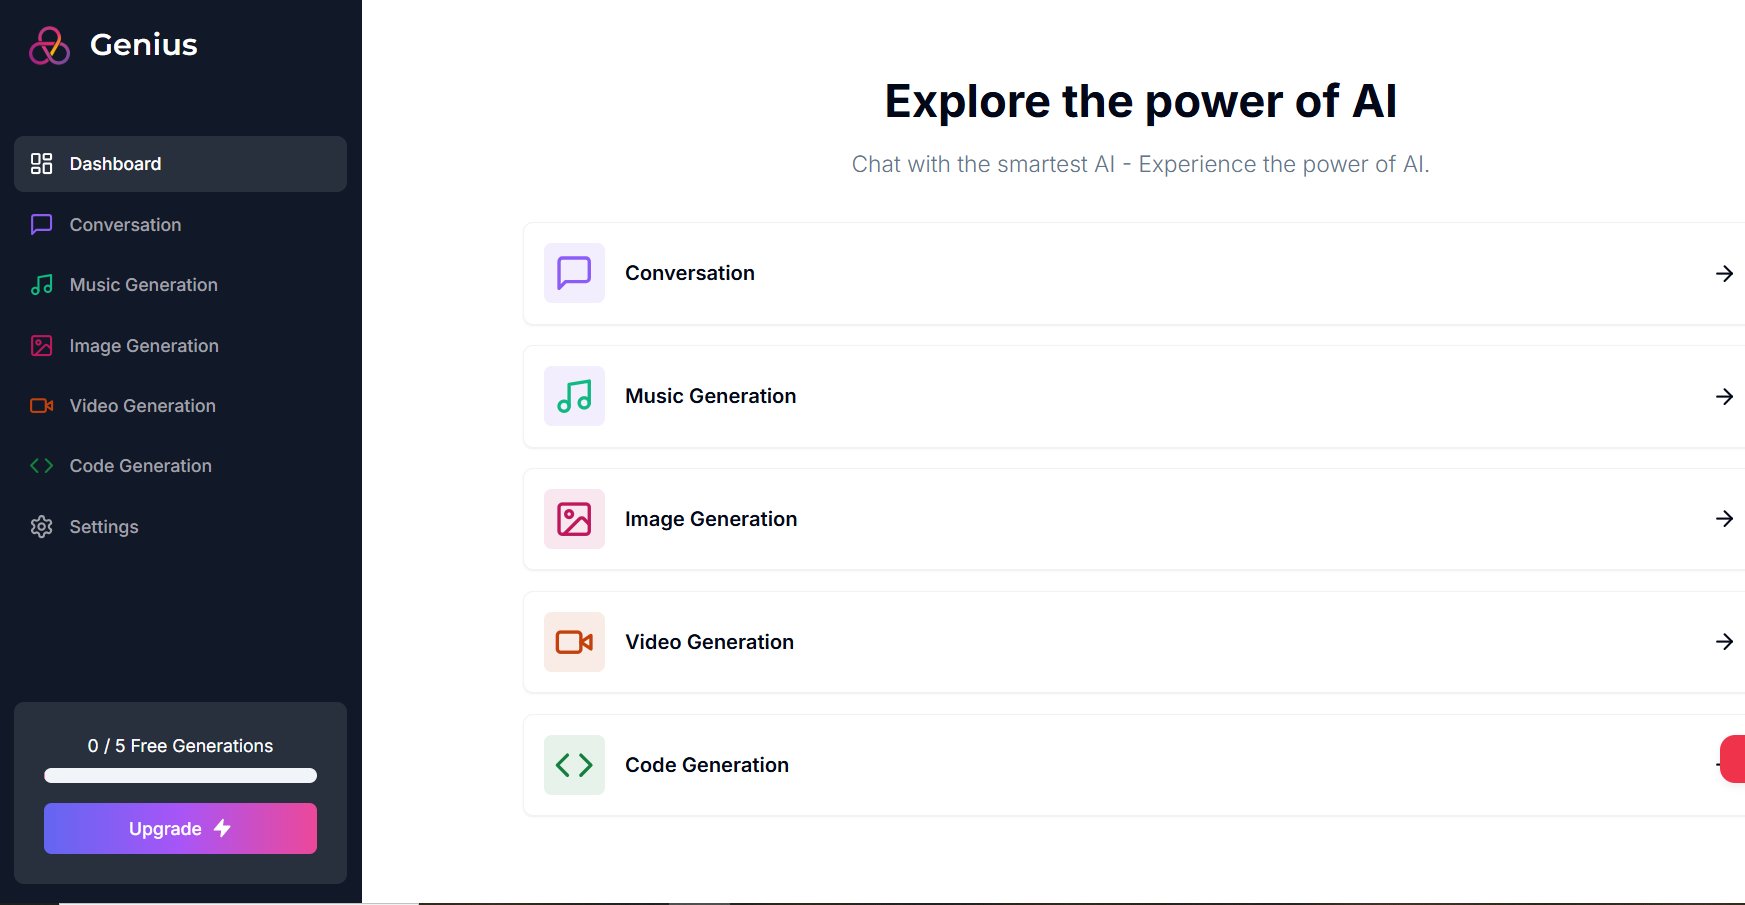 Genius
Dashboard
Conversation
Music Generation
Image Generation
Video Generation
Code Generation
Settings
0 / 5 Free Generations
Upgrade
Explore the power of AI
Chat with the smartest AI - Experience the power of AI.
Conversation
Music Generation
Image Generation
Video Generation
Code Generation